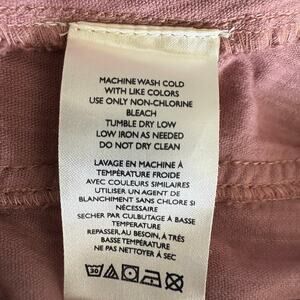 MACHINE WASH COLD
WITH LIKE COLORS
USE ONLY NON-CHLORINE
BLEACH
TUMBLE DRY LOW
LOW IRON AS NEEDED
DO NOT DRY CLEAN
LAVAGE EN MACHINE À
TEMPÉRATURE FROIDE
AVEC COULEURS SIMILAIRES
UTILISER UN AGENT DE
BLANCHIMENT SANS CHLORE SI
NÉCESSAIRE
SECHER PAR CULBUTAGE À BASSE
TEMPERATURE
REPASSER, AU BESOIN, À TRÈS
BASSE TEMPÉRATURE
NE PAS NETTOYER À SEC
30